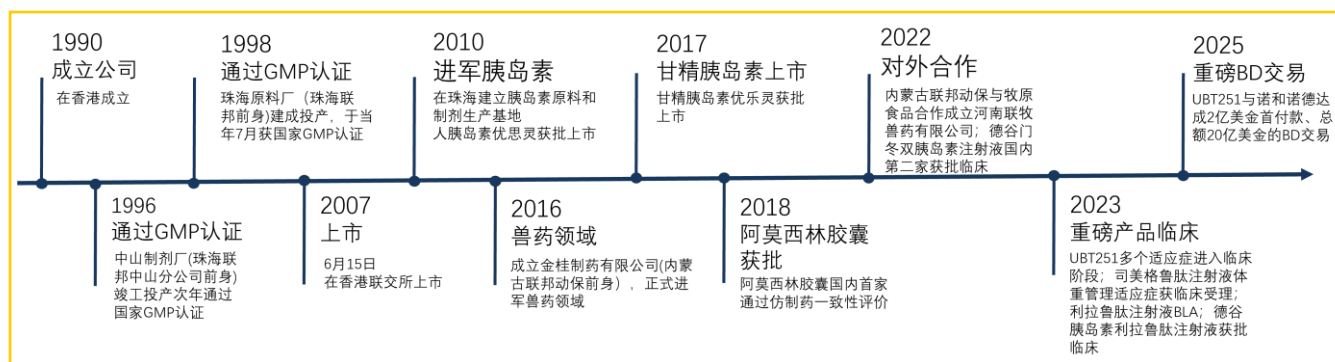 1990
成立公司
在香港成立
1998
通过GMP认证
珠海原料厂（珠海联
邦前身)建成投产，于当
年7月获国家GMP认证
2010
进军胰岛素
在珠海建立胰岛素原料和
制剂生产基地
人胰岛素优思灵获批上市
2017
甘精胰岛素上市
甘精胰岛素优乐灵获批
上市
2022
对外合作
内蒙古联邦动保与牧原
食品合作成立河南联牧
兽药有限公司；德谷门
冬双胰岛素注射液国内
第二家获批临床
2025
重磅BD交易
UBT251与诺和诺德达
成2亿美金首付款、总
额20亿美金的BD交易
1996
通过GMP认证
中山制剂厂(珠海联
邦中山分公司前身)
竣工投产次年通过
国家GMP认证
2007
上市
6月15日
在香港联交所上市
2016
兽药领域
成立金桂制药有限公司(内蒙
古联邦动保前身），正式进
军兽药领域
2018
阿莫西林胶囊
获批
阿莫西林胶囊国内首家
通过仿制药一致性评价
2023
重磅产品临床
UBT251多个适应症进入临床
阶段；司美格鲁肽注射液体
重管理适应症获临床受理；
利拉鲁肽注射液BLA；德谷
胰岛素利拉鲁肽注射液获批
临床